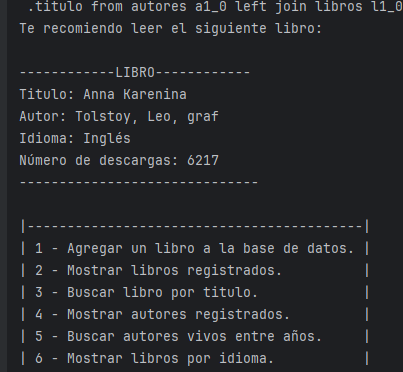 .titulo from autores a1_0 left join libros l1_0
Te recomiendo leer el siguiente libro:
------------LIBRO------------
Titulo: Anna Karenina
Autor: Tolstoy, Leo, graf
Idioma: Inglés
Número de descargas: 6217
------------------------------
|------------------------------------------|
| 1 - Agregar un libro a la base de datos. |
| 2 - Mostrar libros registrados. |
| 3 - Buscar libro por titulo. |
| 4 - Mostrar autores registrados. |
| 5 - Buscar autores vivos entre años. |
| 6 - Mostrar libros por idioma. |